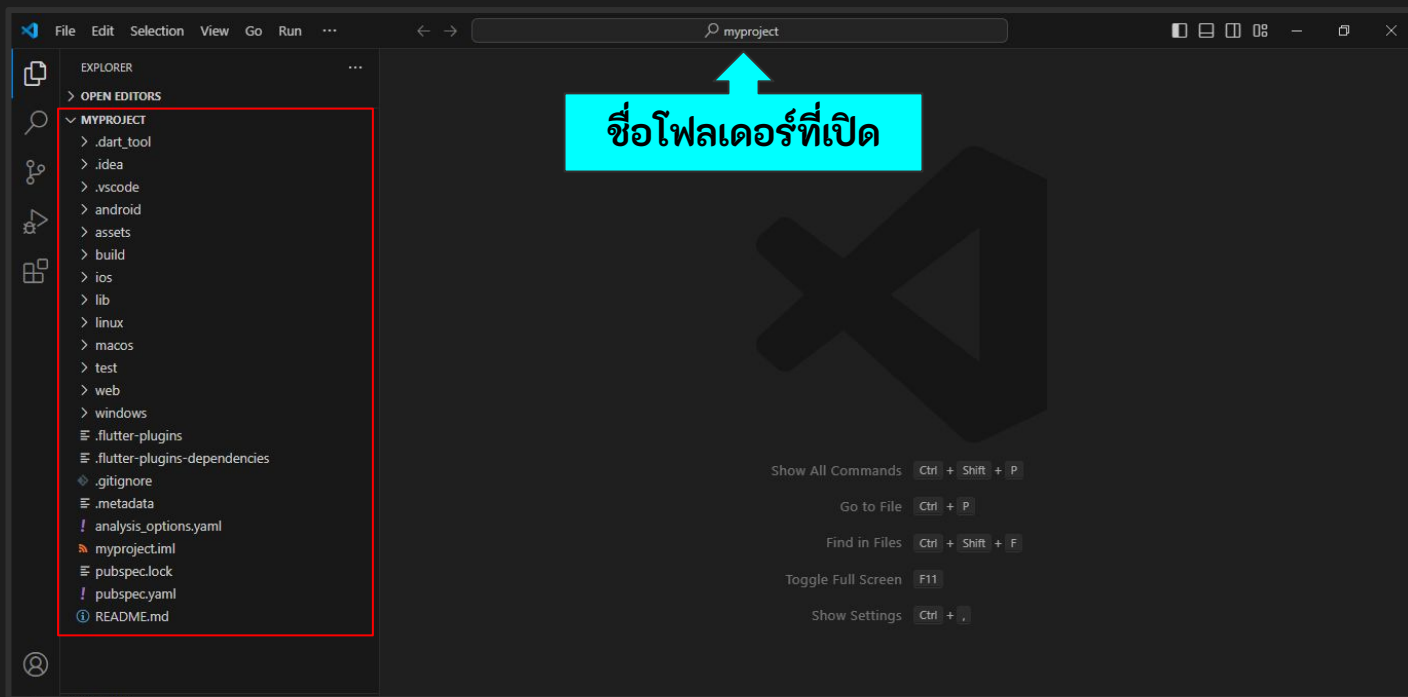 File Edit Selection View Go Run ···
myproject
EXPLORER ···
OPEN EDITORS
MYPROJECT
.dart_tool
.idea
.vscode
android
assets
build
ios
lib
linux
macos
test
web
windows
.flutter-plugins
.flutter-plugins-dependencies
.gitignore
.metadata
analysis_options.yaml
myproject.iml
pubspec.lock
pubspec.yaml
README.md
ชื่อโฟลเดอร์ที่เปิด
Show All Commands Ctrl + Shift + P
Go to File Ctrl + P
Find in Files Ctrl + Shift + F
Toggle Full Screen F11
Show Settings Ctrl + ,